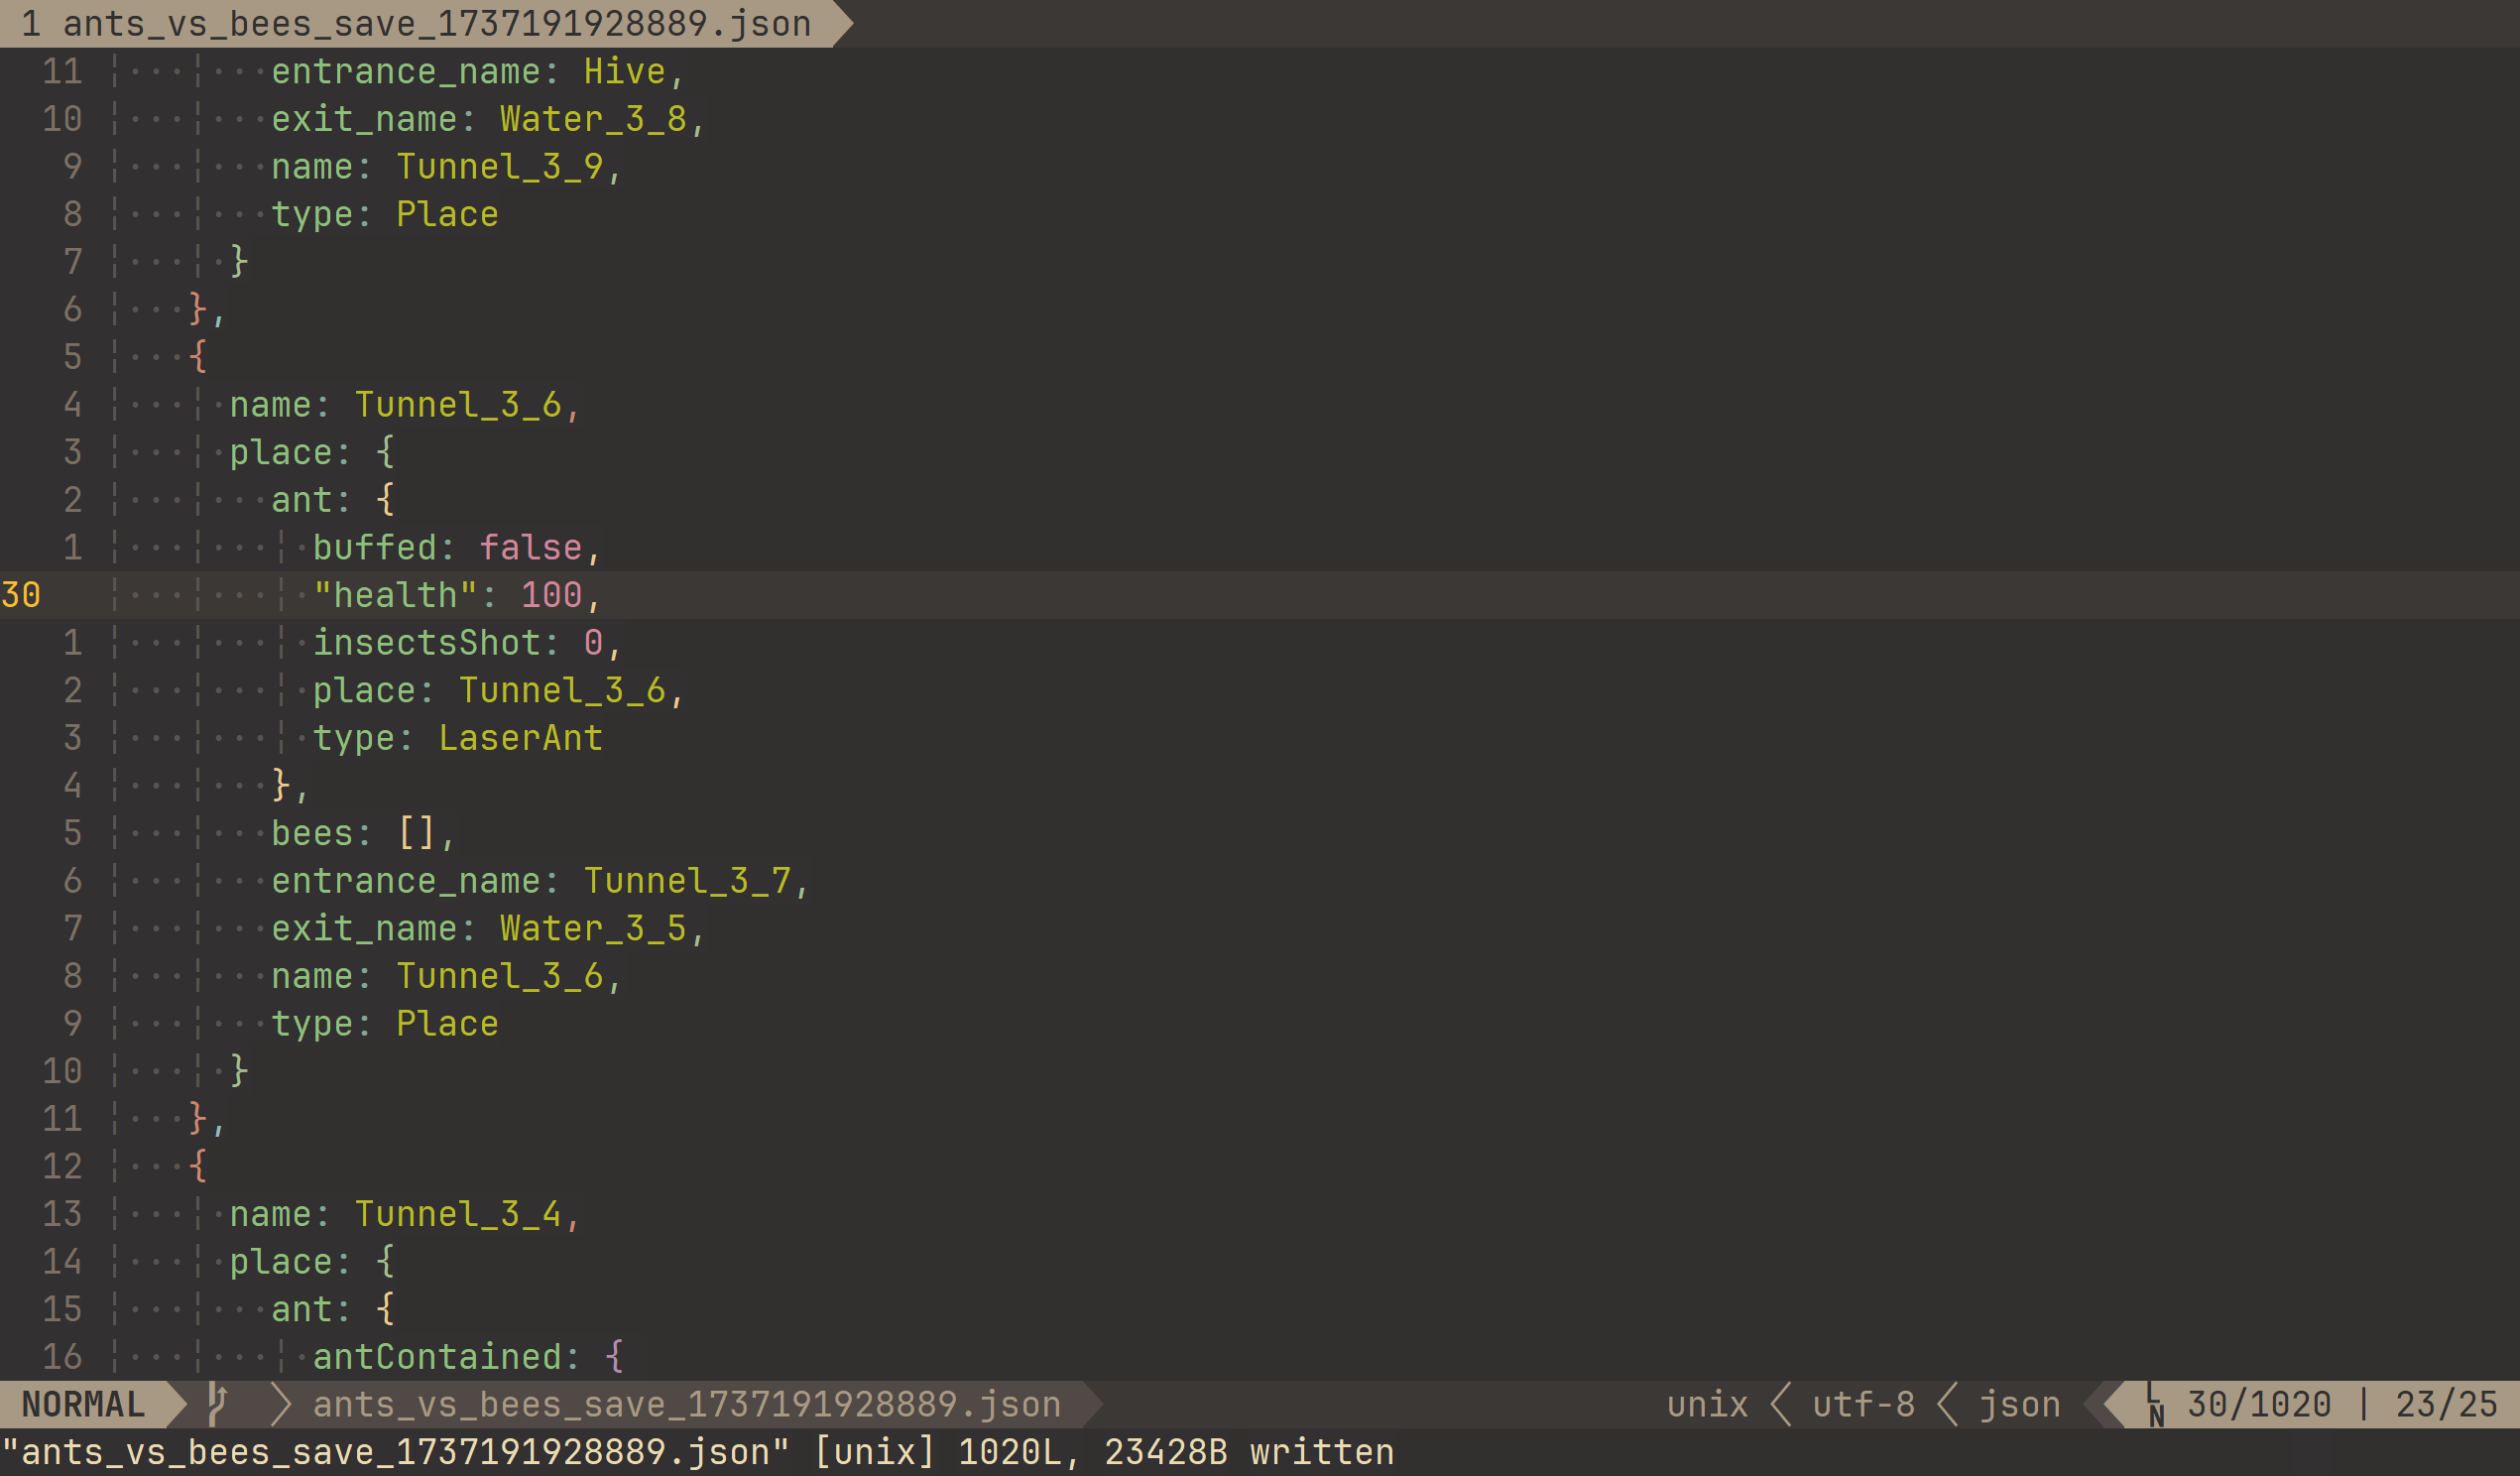 1 ants_vs_bees_save_1737191928889.json
11 entrance_name: Hive,
10 exit_name: Water_3_8,
9 name: Tunnel_3_9,
8 type: Place
7 }
6 },
5 {
4 name: Tunnel_3_6,
3 place: {
2 ant: {
1 buffed: false,
30 "health": 100,
1 insectsShot: 0,
2 place: Tunnel_3_6,
3 type: LaserAnt
4 },
5 bees: [],
6 entrance_name: Tunnel_3_7,
7 exit_name: Water_3_5,
8 name: Tunnel_3_6,
9 type: Place
10 }
11 },
12 {
13 name: Tunnel_3_4,
14 place: {
15 ant: {
16 antContained: {
NORMAL ants_vs_bees_save_1737191928889.json unix utf-8 json LN 30/1020 | 23/25
"ants_vs_bees_save_1737191928889.json" [unix] 1020L, 23428B written